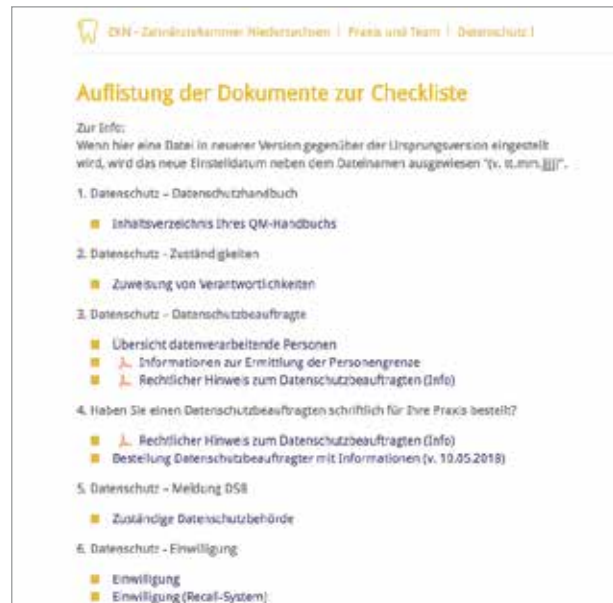 ZKN - Zahnärztekammer Niedersachsen | Praxis und Team | Datenschutz |
Auflistung der Dokumente zur Checkliste
Zur Info:
Wenn hier eine Datei in neuerer Version gegenüber der Ursprungsversion eingestellt
wird, wird das neue Einstelldatum neben dem Dateinamen ausgewiesen "(v. tt.mm.jjjj)".
1. Datenschutz – Datenschutzhandbuch
Inhaltsverzeichnis Ihres QM-Handbuchs
2. Datenschutz - Zuständigkeiten
Zuweisung von Verantwortlichkeiten
3. Datenschutz – Datenschutzbeauftragte
Übersicht datenverarbeitende Personen
Informationen zur Ermittlung der Personengrenze
Rechtlicher Hinweis zum Datenschutzbeauftragten (Info)
4. Haben Sie einen Datenschutzbeauftragten schriftlich für Ihre Praxis bestellt?
Rechtlicher Hinweis zum Datenschutzbeauftragten (Info)
Bestellung Datenschutzbeauftragter mit Informationen (v. 10.05.2018)
5. Datenschutz – Meldung DSB
Zuständige Datenschutzbehörde
6. Datenschutz - Einwilligung
Einwilligung
Einwilligung (Recall-System)